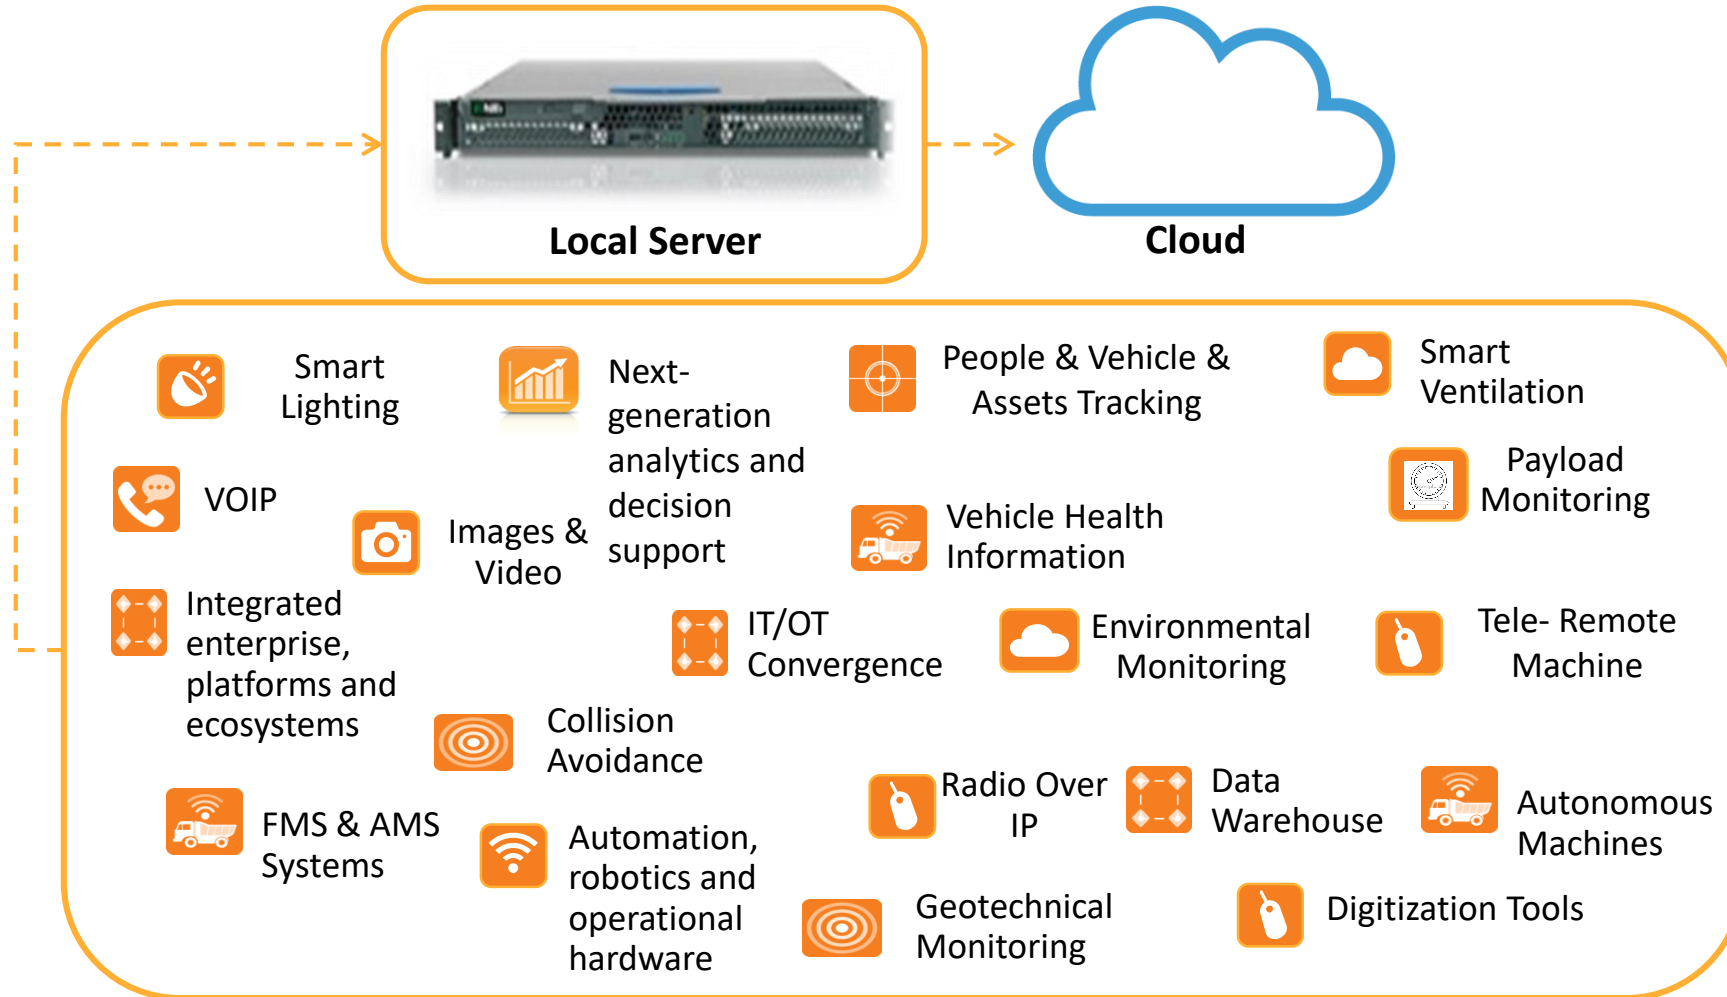 Local Server
Cloud
Smart
Lighting
Next-
generation
analytics and
decision
support
People & Vehicle &
Assets Tracking
Smart
Ventilation
VOIP
Images &
Video
Vehicle Health
Information
Payload
Monitoring
Integrated
enterprise,
platforms and
ecosystems
IT/OT
Convergence
Environmental
Monitoring
Tele- Remote
Machine
Collision
Avoidance
FMS & AMS
Systems
Automation,
robotics and
operational
hardware
Radio Over
IP
Data
Warehouse
Autonomous
Machines
Geotechnical
Monitoring
Digitization Tools